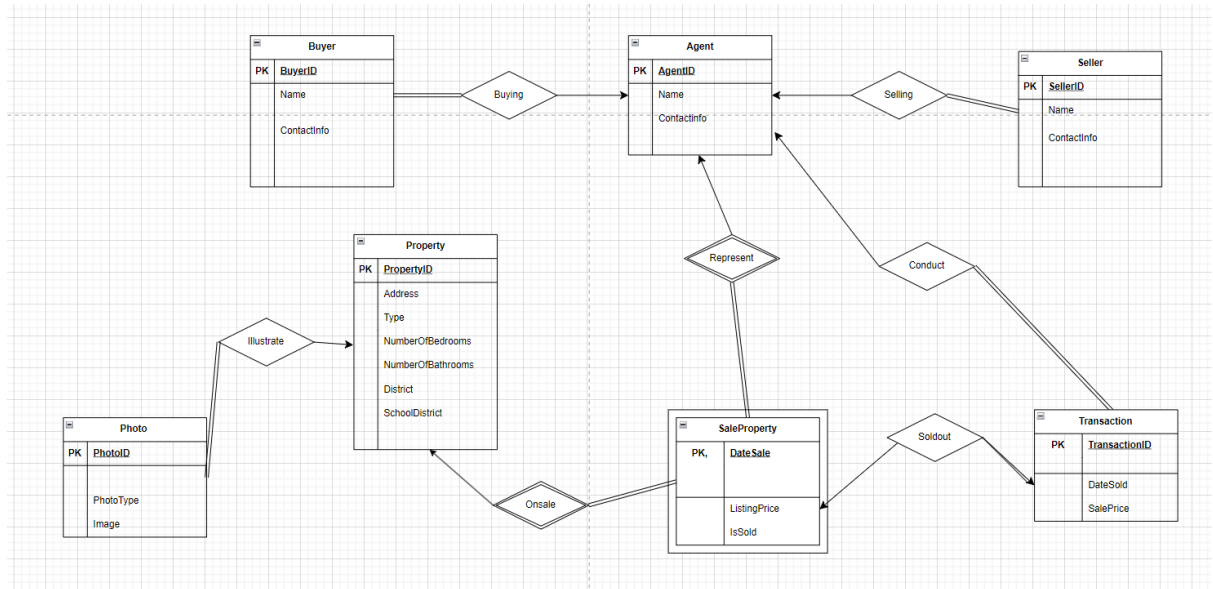 Buyer
PK BuyerID
Name
ContactInfo
Buying
Agent
PK AgentID
Name
ContactInfo
Selling
Seller
PK SellerID
Name
ContactInfo
Property
PK PropertyID
Address
Type
NumberOfBedrooms
NumberOfBathrooms
District
SchoolDistrict
Represent
Conduct
Illustrate
Photo
PK PhotoID
PhotoType
Image
Onsale
SaleProperty
PK, DateSale
ListingPrice
IsSold
Soldout
Transaction
PK TransactionID
DateSold
SalePrice